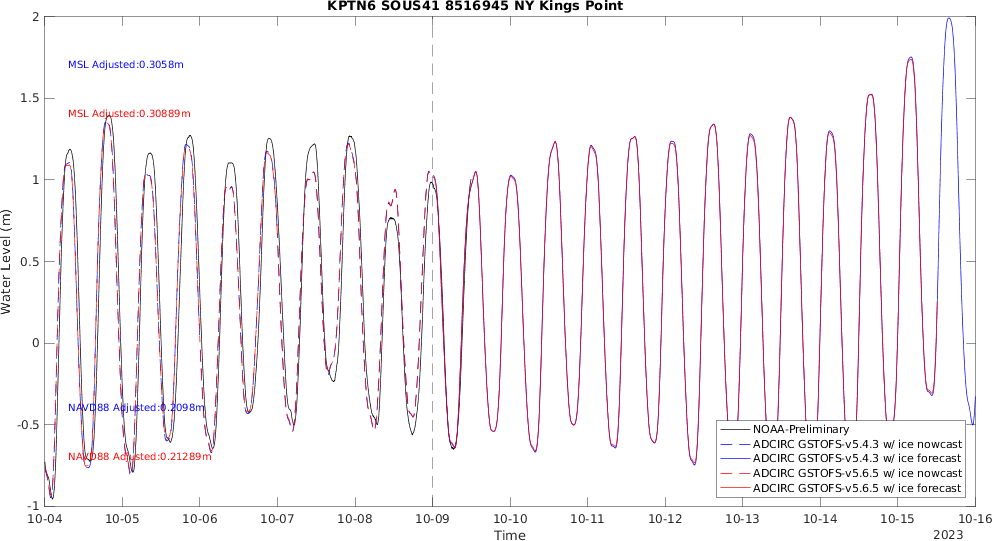 KPTN6 SOUS41 8516945 NY Kings Point
2
MSL Adjusted:0.3058m
1.5
MSL Adjusted:0.30889m
1
Water Level (m)
0.5
0
NAVD88 Adjusted:0.2098m
-0.5
NAVD88 Adjusted:0.21289m
-1
NOAA-Preliminary
ADCIRC GSTOFS-v5.4.3 w/ ice nowcast
ADCIRC GSTOFS-v5.4.3 w/ ice forecast
ADCIRC GSTOFS-v5.6.5 w/ ice nowcast
ADCIRC GSTOFS-v5.6.5 w/ ice forecast
10-04 10-05 10-06 10-07 10-08 10-09 10-10 10-11 10-12 10-13 10-14 10-15 10-16
Time
2023